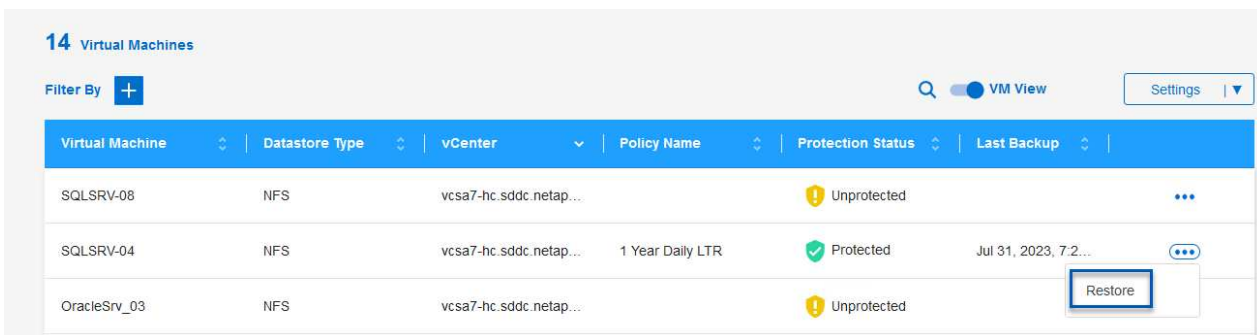 14 Virtual Machines
Filter By +
VM View
Settings
Virtual Machine Datastore Type vCenter Policy Name Protection Status Last Backup
SQLSRV-08 NFS vcsa7-hc.sddc.netap... Unprotected
SQLSRV-04 NFS vcsa7-hc.sddc.netap... 1 Year Daily LTR Protected Jul 31, 2023, 7:2...
Restore
OracleSrv_03 NFS vcsa7-hc.sddc.netap... Unprotected